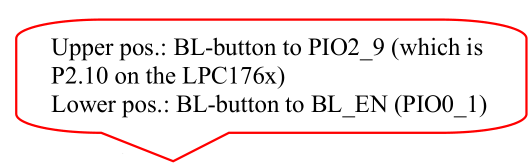 Upper pos.: BL-button to PIO2_9 (which is
P2.10 on the LPC176x)
Lower pos.: BL-button to BL_EN (PIO0_1)